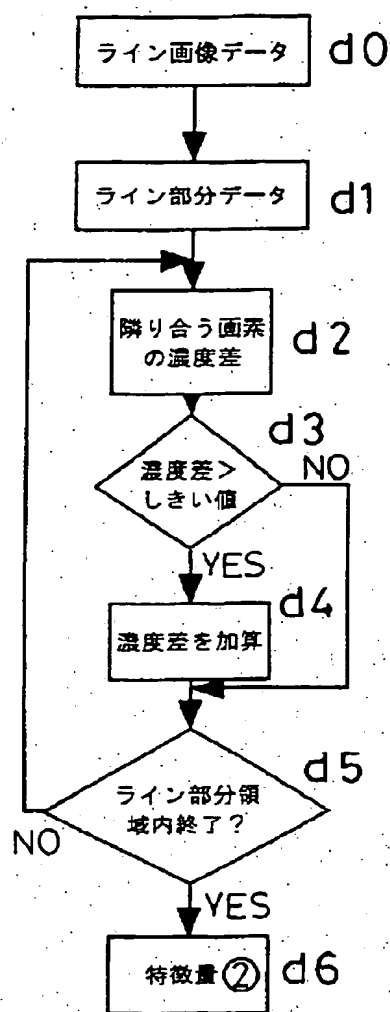 ライン画像データ
d0
ライン部分データ
d1
隣り合う画素
の濃度差
d2
d3
濃度差>
しきい値
NO
YES
濃度差を加算
d4
d5
ライン部分領
域内終了?
NO
YES
特徴量②
d6